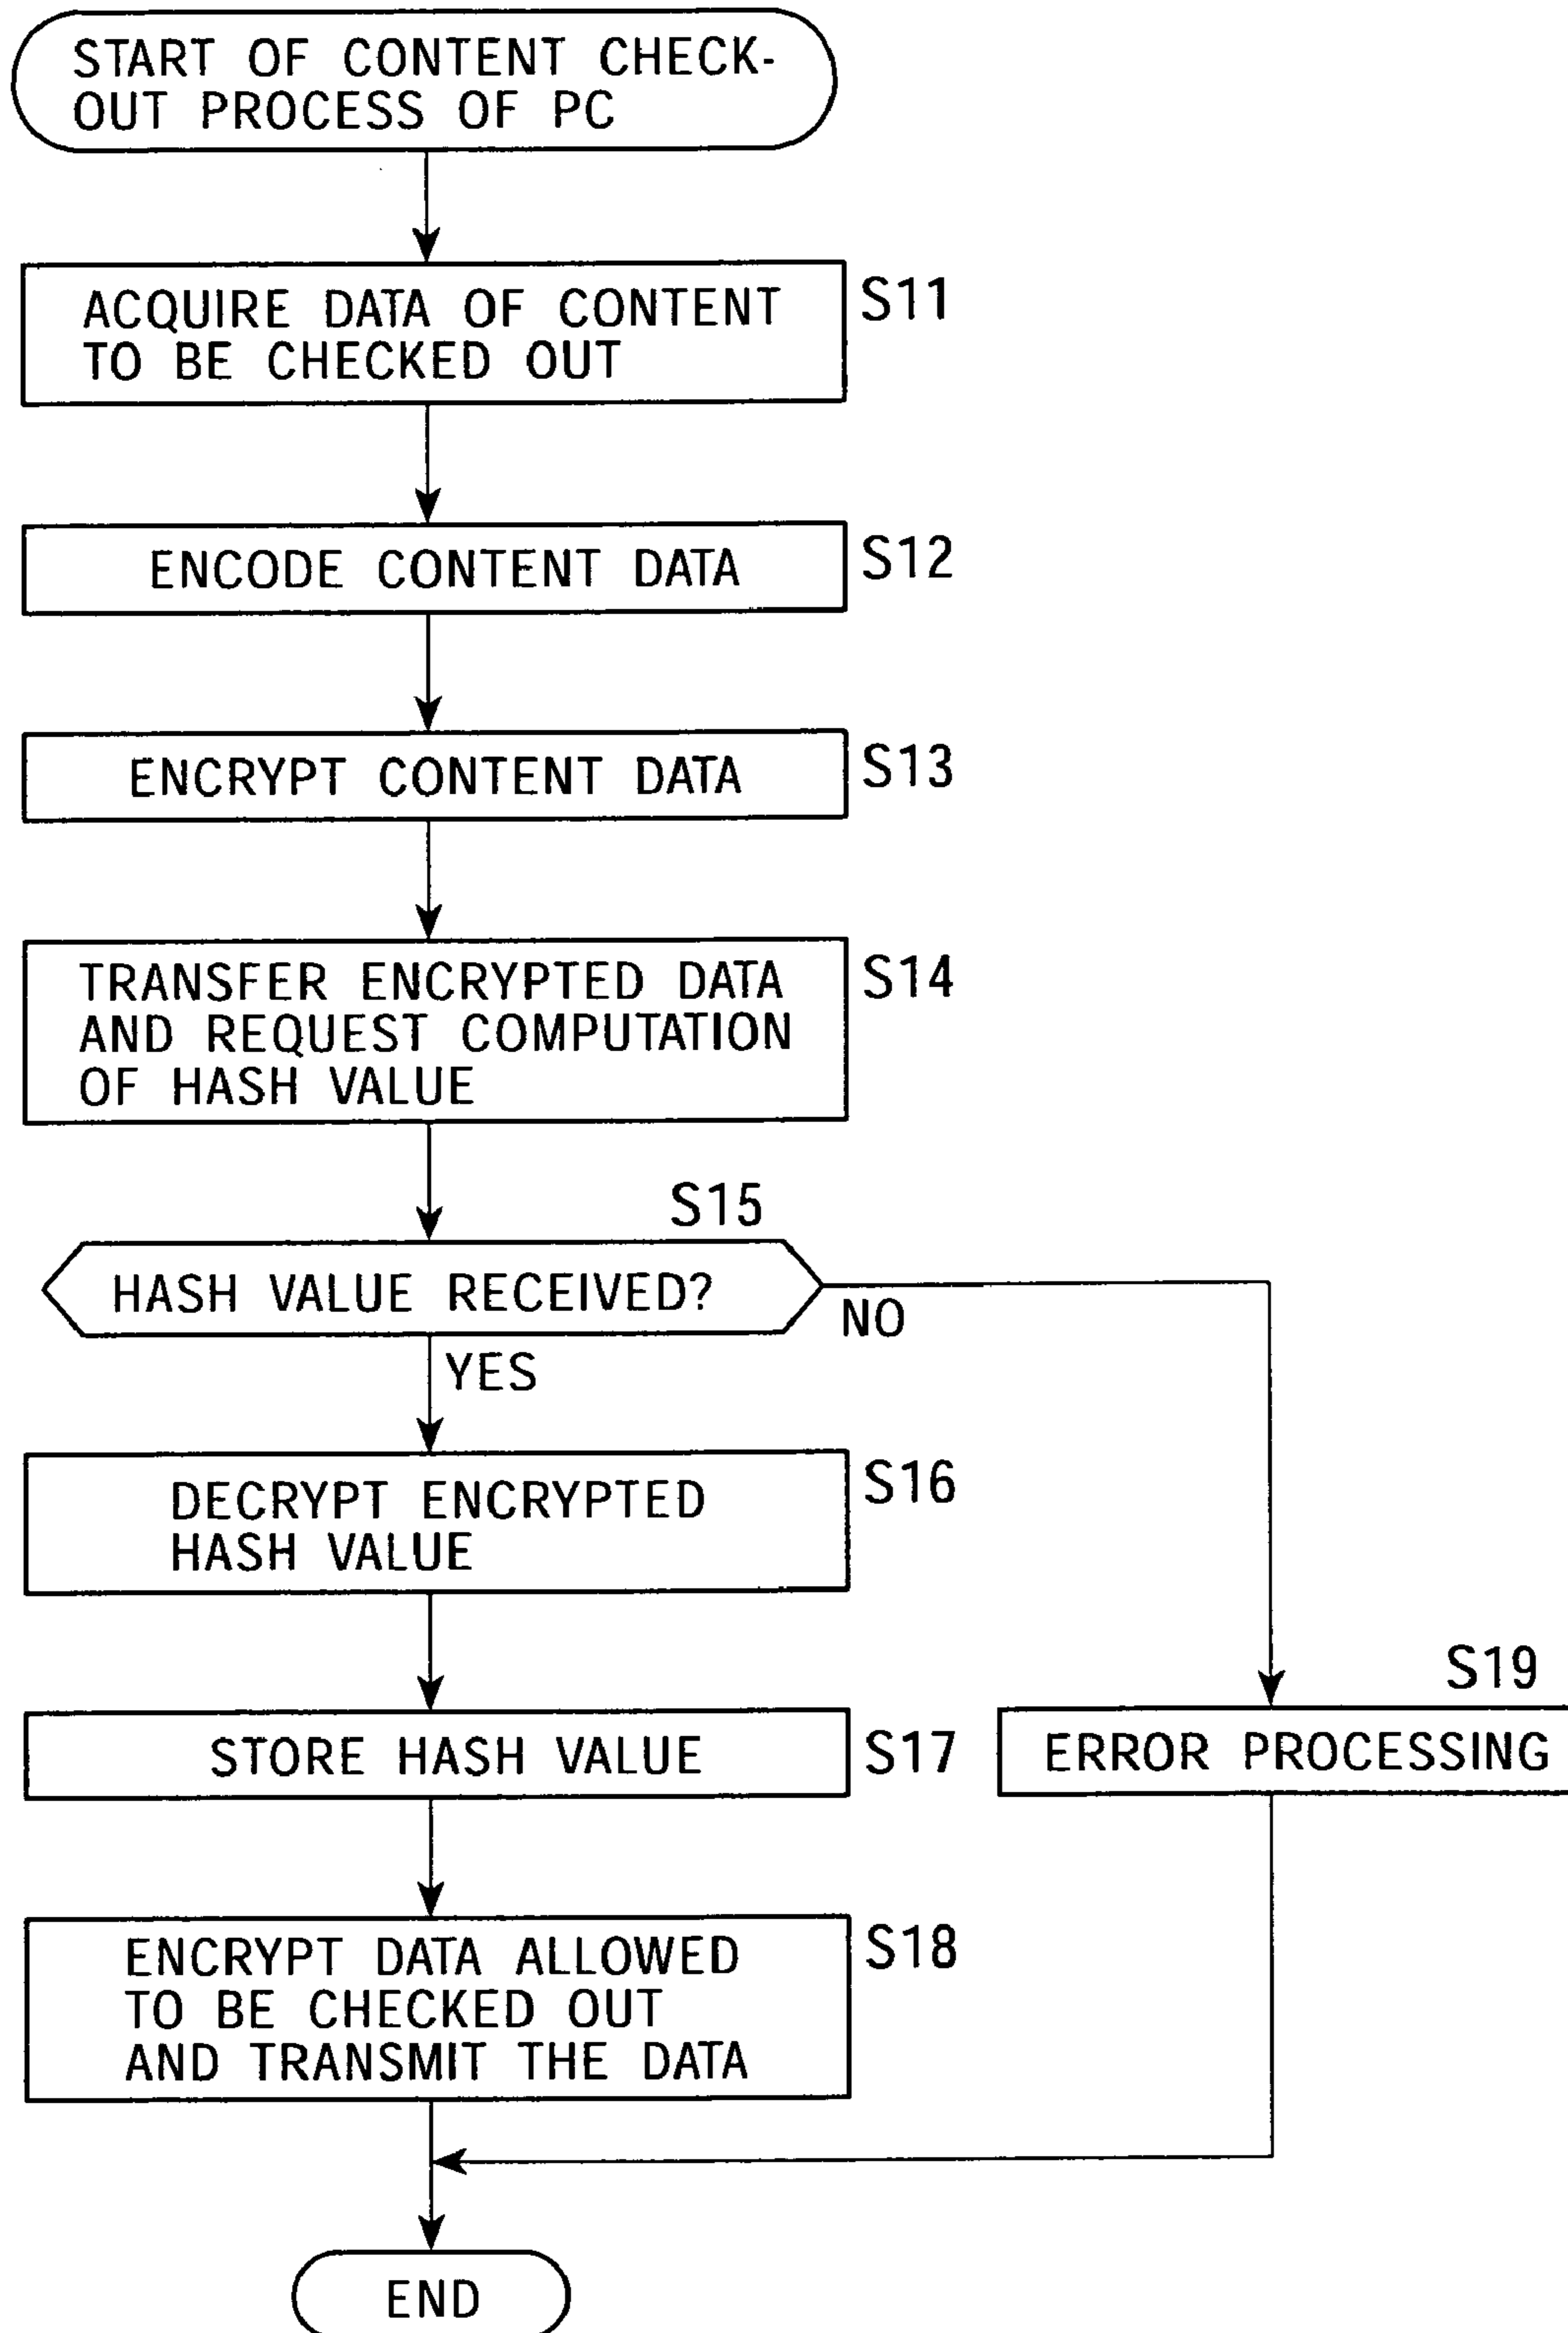 START OF CONTENT CHECK-
OUT PROCESS OF PC
ACQUIRE DATA OF CONTENT
TO BE CHECKED OUT
S11
ENCODE CONTENT DATA
S12
ENCRYPT CONTENT DATA
S13
TRANSFER ENCRYPTED DATA
AND REQUEST COMPUTATION
OF HASH VALUE
S14
S15
HASH VALUE RECEIVED?
NO
YES
DECRYPT ENCRYPTED
HASH VALUE
S16
S19
STORE HASH VALUE
S17
ERROR PROCESSING
ENCRYPT DATA ALLOWED
TO BE CHECKED OUT
AND TRANSMIT THE DATA
S18
END